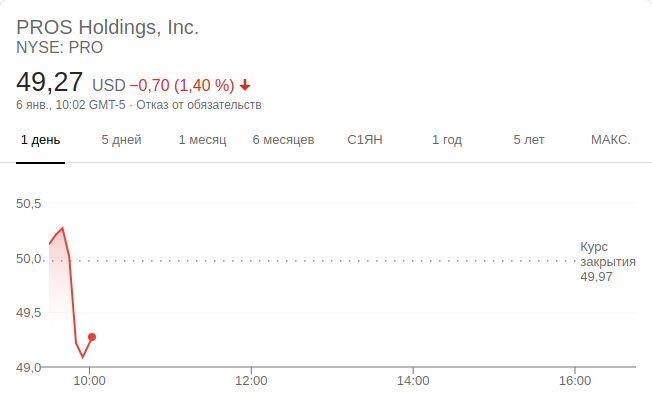 PROS Holdings, Inc.
NYSE: PRO
49,27 USD −0,70 (1,40 %)
6 янв., 10:02 GMT-5 · Отказ от обязательств
1 день 5 дней 1 месяц 6 месяцев С1ЯН 1 год 5 лет МАКС.
50,5
50,0
49,5
49,0
Курс
закрытия
49,97
10:00 12:00 14:00 16:00